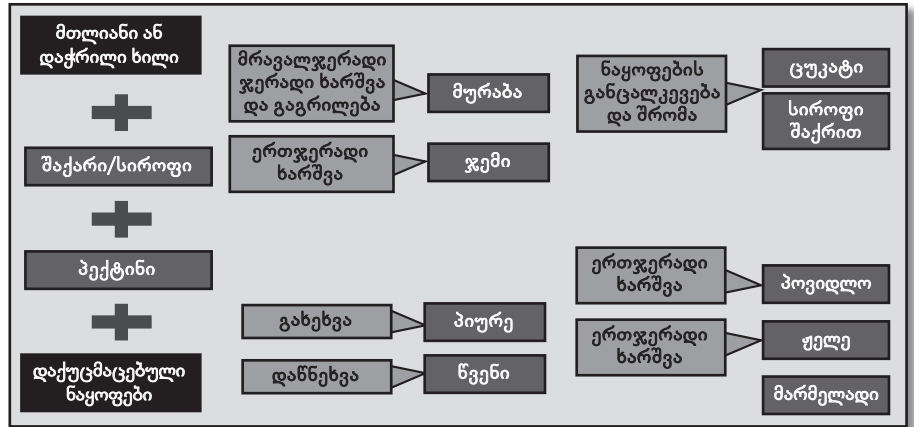 მთლიანი ან
დაჭრილი ხილი
შაქარი/სიროფი
პექტინი
დაქუცმაცებული
ნაყოფები
მრავალჯერადი
ჯერადი ხარშვა
და გაგრილება
მურაბა
ერთჯერადი
ხარშვა
ჯემი
გახეხვა
პიურე
დაწნეხვა
წვენი
ნაყოფების
განცალკევება
და შრომა
ცუკატი
სიროფი
შაქრით
ერთჯერადი
ხარშვა
პოვიდლო
ერთჯერადი
ხარშვა
ჟელე
მარმელადი